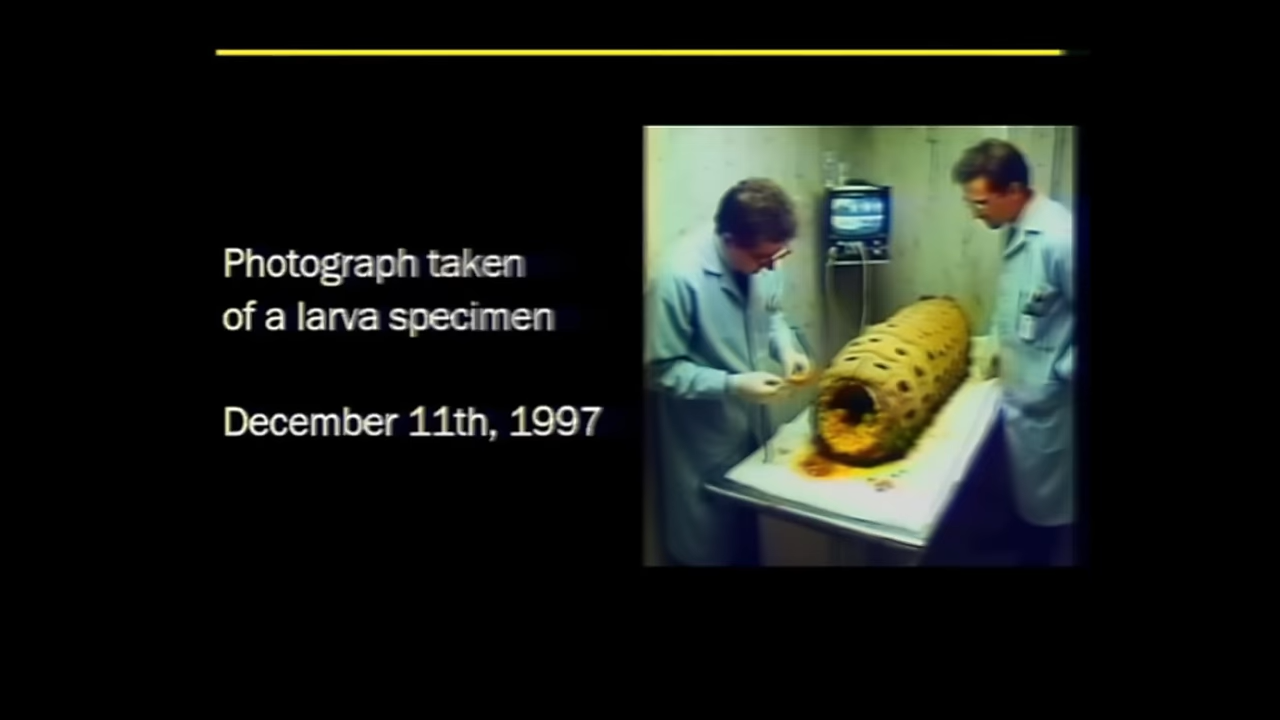 Photograph taken
of a larva specimen
December 11th, 1997